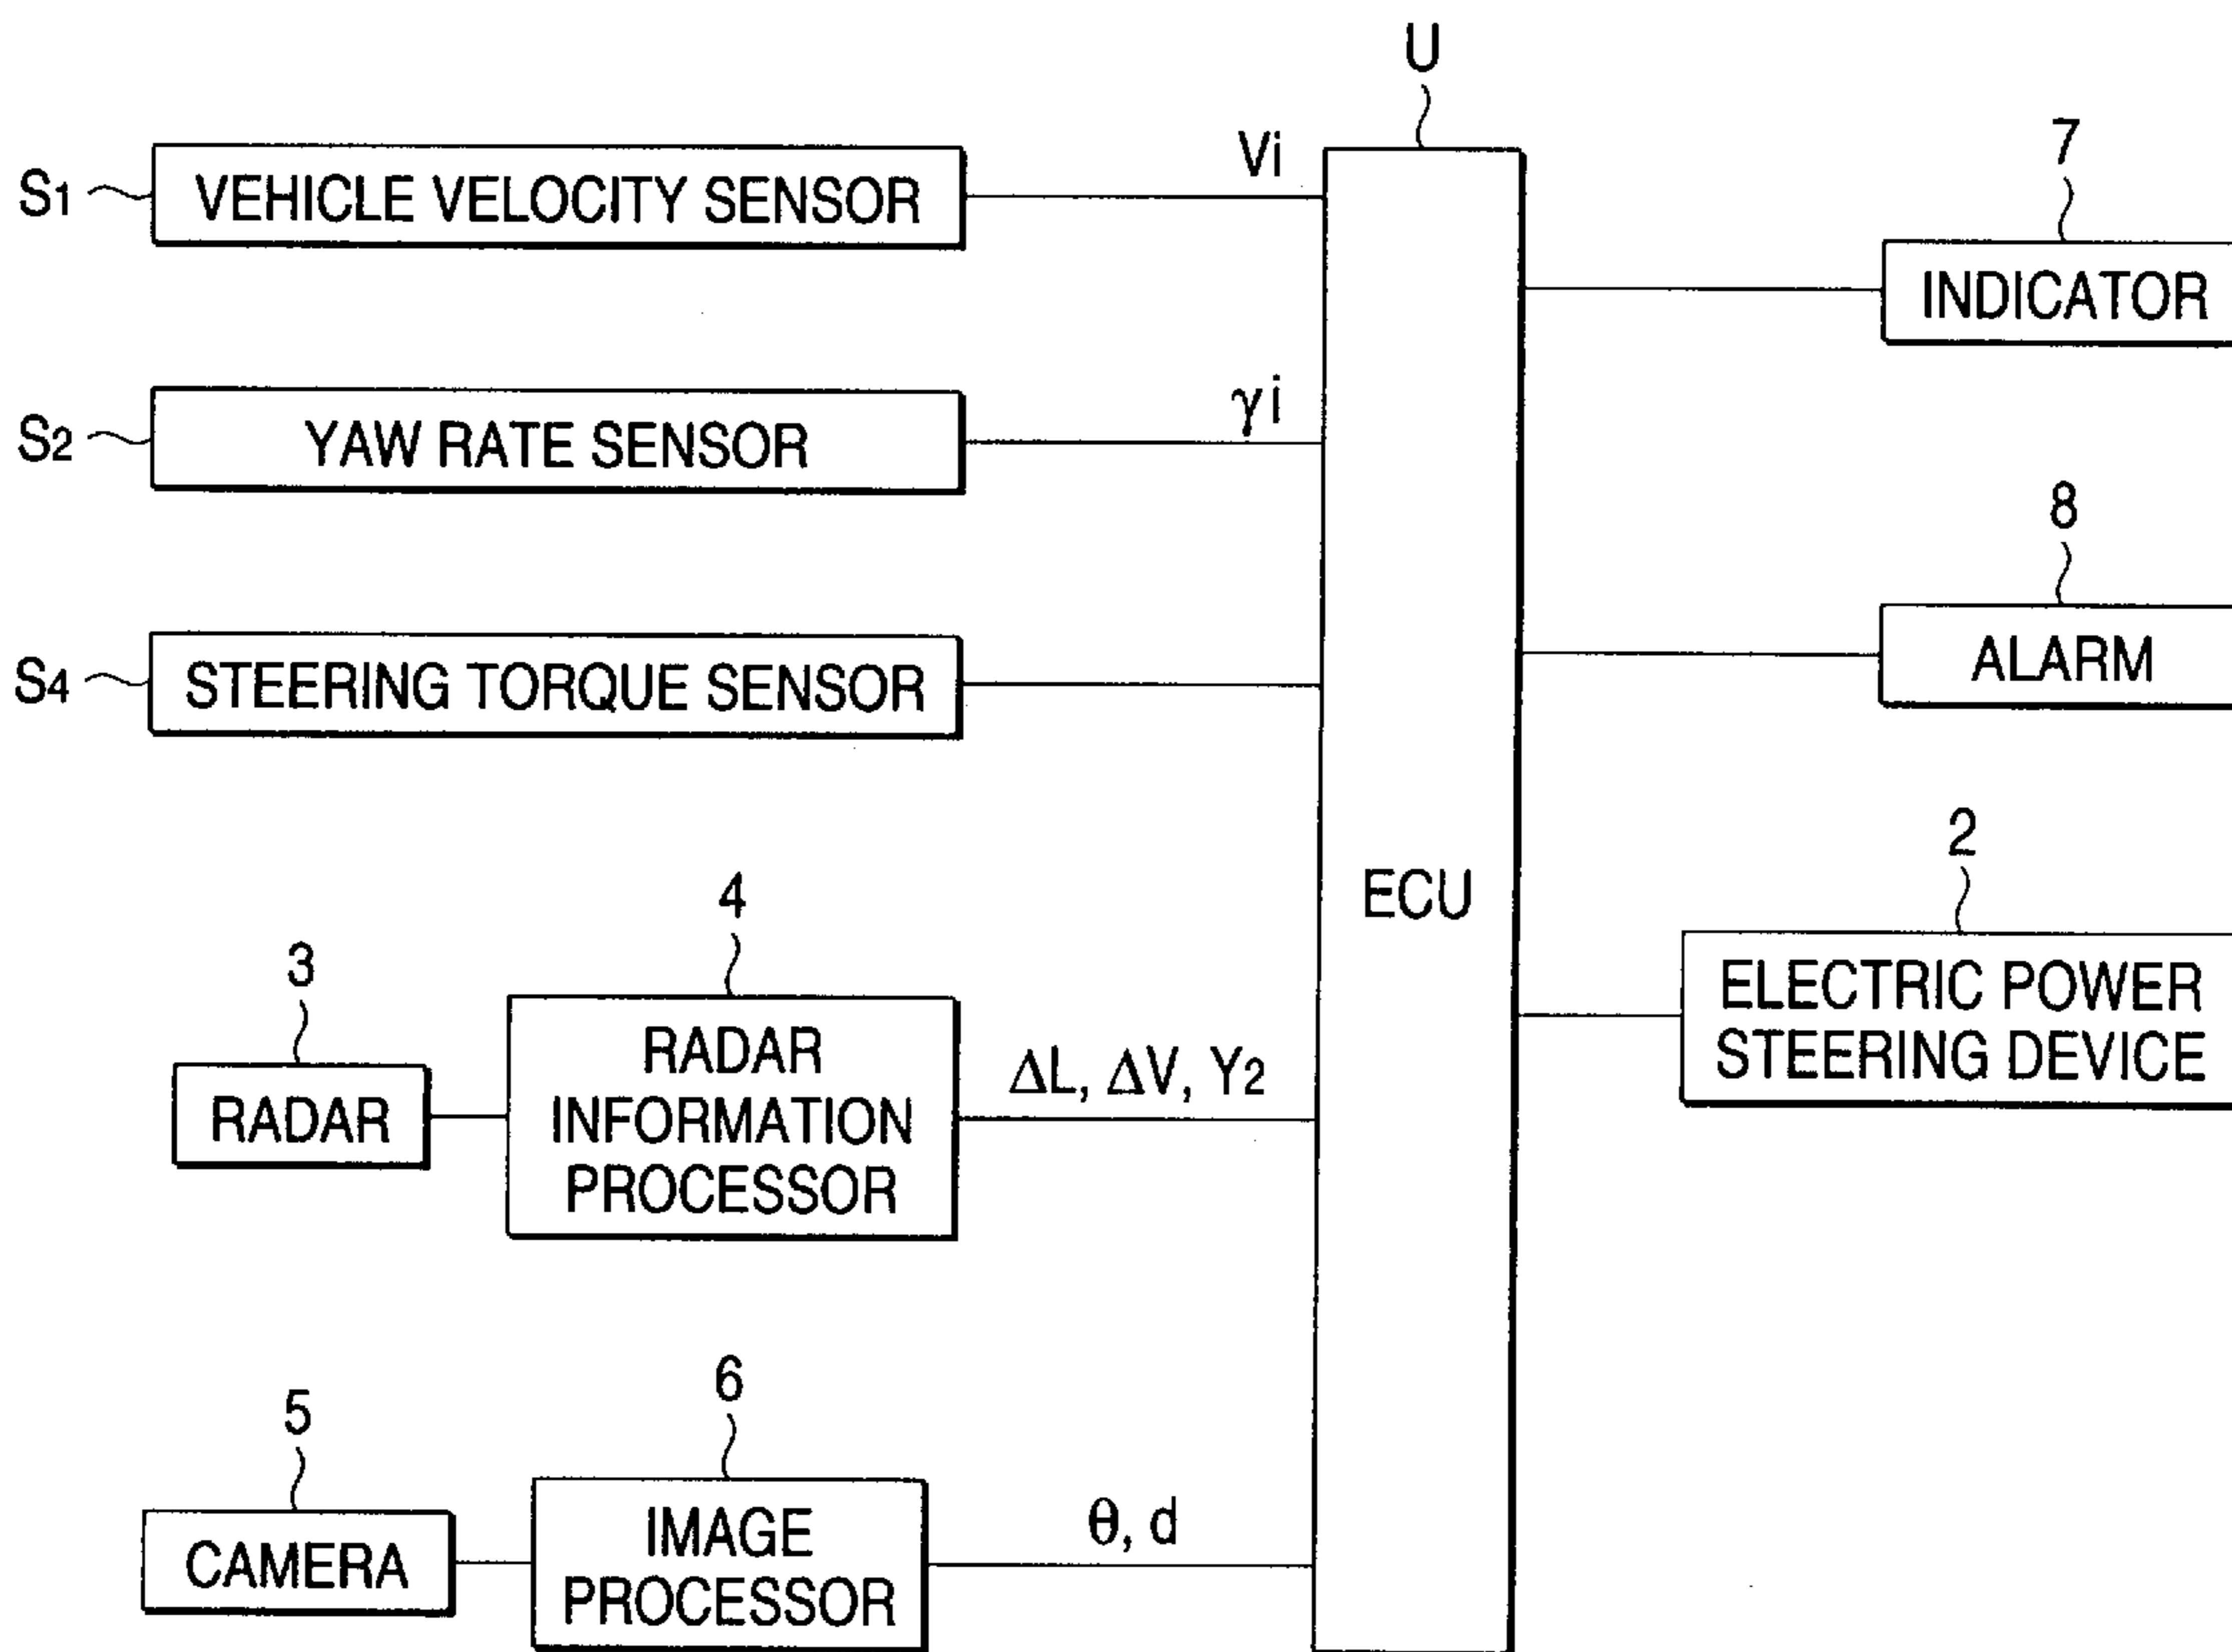 U
Vi
S1
VEHICLE VELOCITY SENSOR
7
INDICATOR
γi
S2
YAW RATE SENSOR
8
ALARM
S4
STEERING TORQUE SENSOR
2
ELECTRIC POWER
STEERING DEVICE
ECU
3
RADAR
4
RADAR
INFORMATION
PROCESSOR
ΔL, ΔV, Y2
5
CAMERA
6
IMAGE
PROCESSOR
θ, d